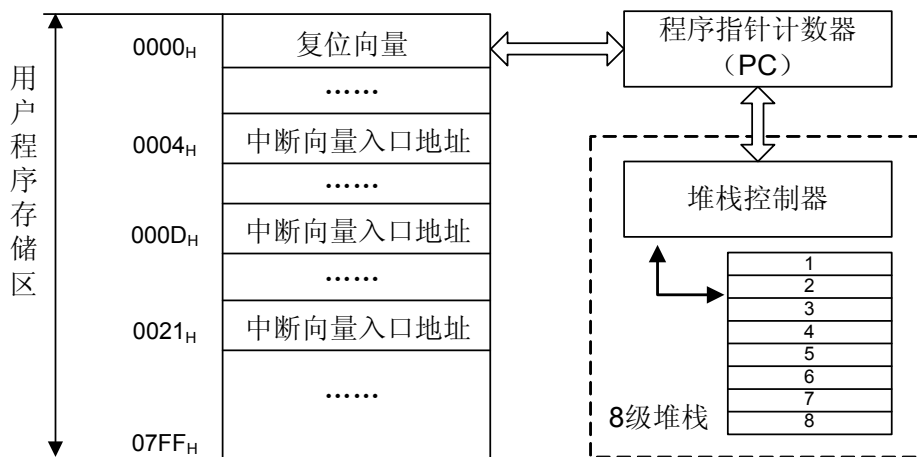 用户程序存储区
0000H
复位向量
......
0004H
中断向量入口地址
......
000DH
中断向量入口地址
......
0021H
中断向量入口地址
......
07FFH
程序指针计数器
（PC）
堆栈控制器
1
2
3
4
5
6
7
8
8级堆栈